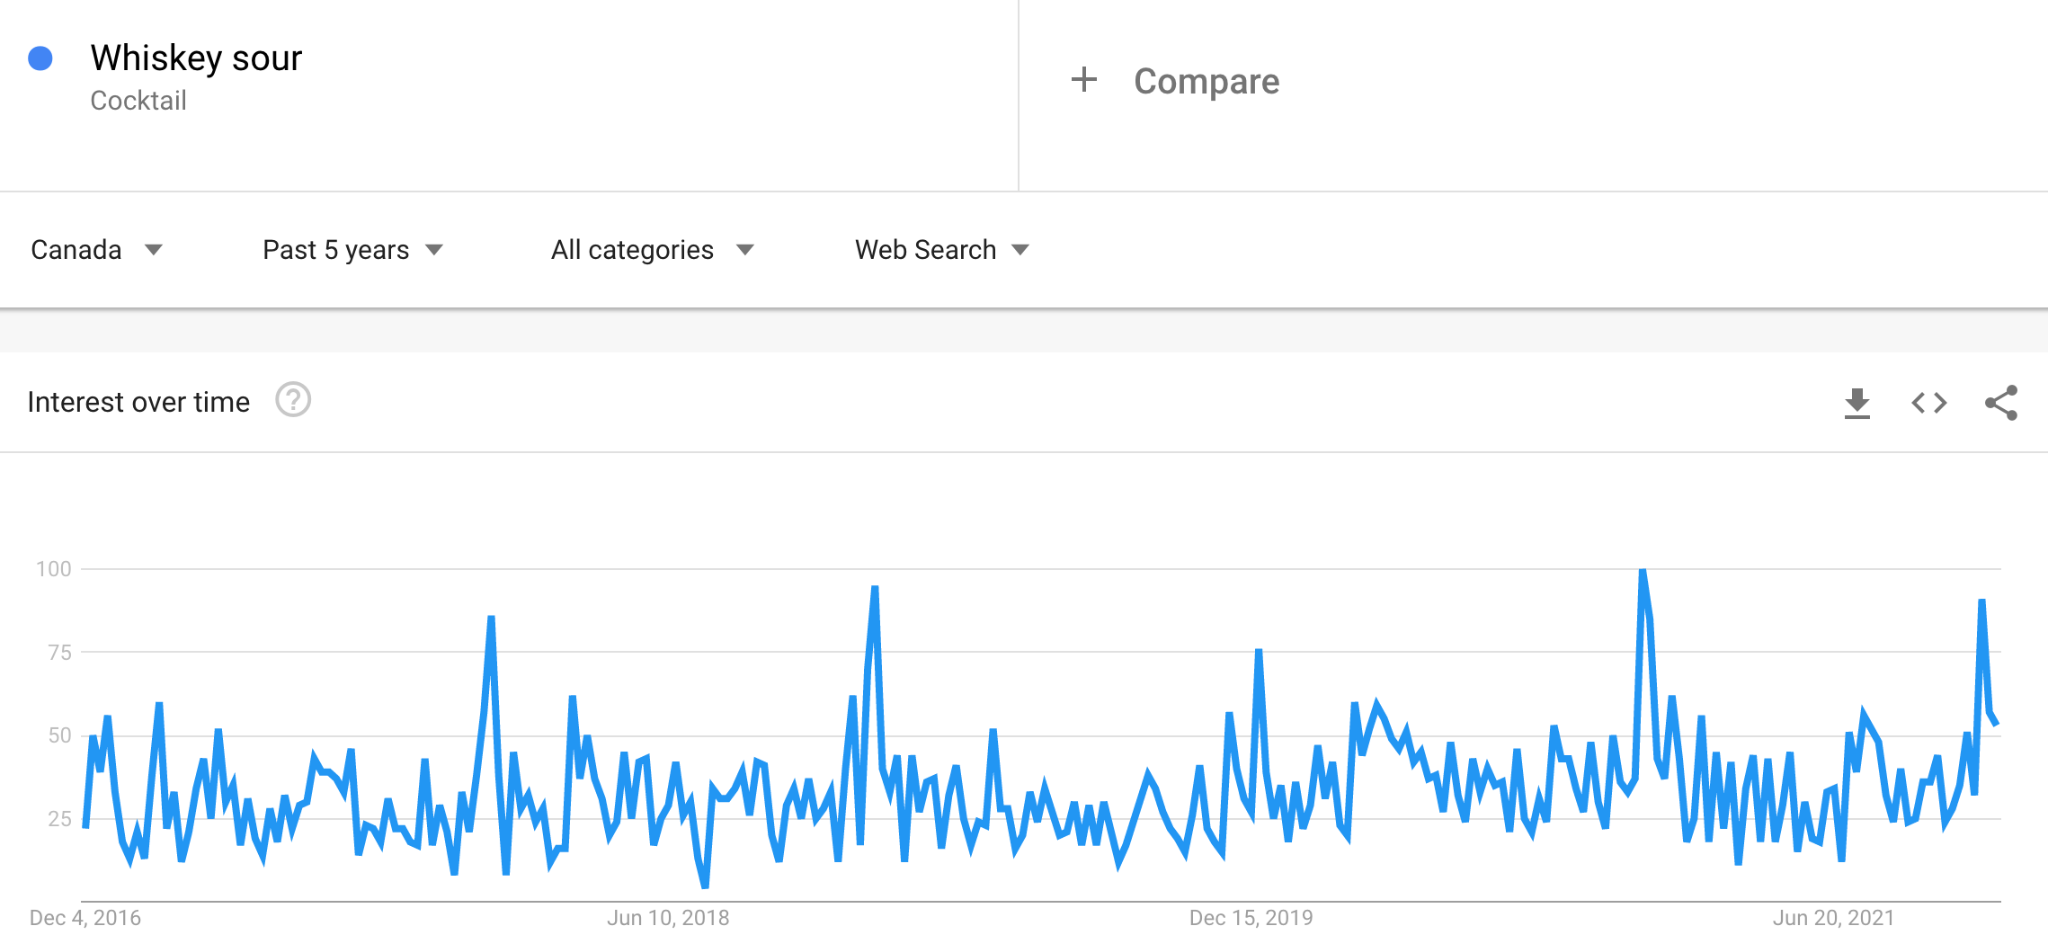 Whiskey sour
Cocktail
+ Compare
Canada
Past 5 years
All categories
Web Search
Interest over time
?
100
75
50
25
Dec 4, 2016
Jun 10, 2018
Dec 15, 2019
Jun 20, 2021